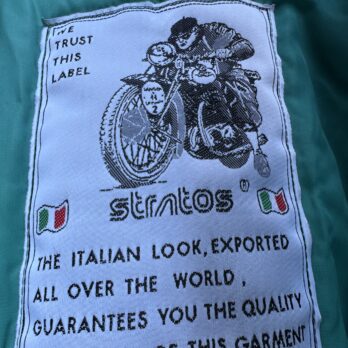 WE
TRUST
THIS
LABEL
stratos ®
THE ITALIAN LOOK, EXPORTED
ALL OVER THE WORLD,
GUARANTEES YOU THE QUALITY
THIS GARMENT